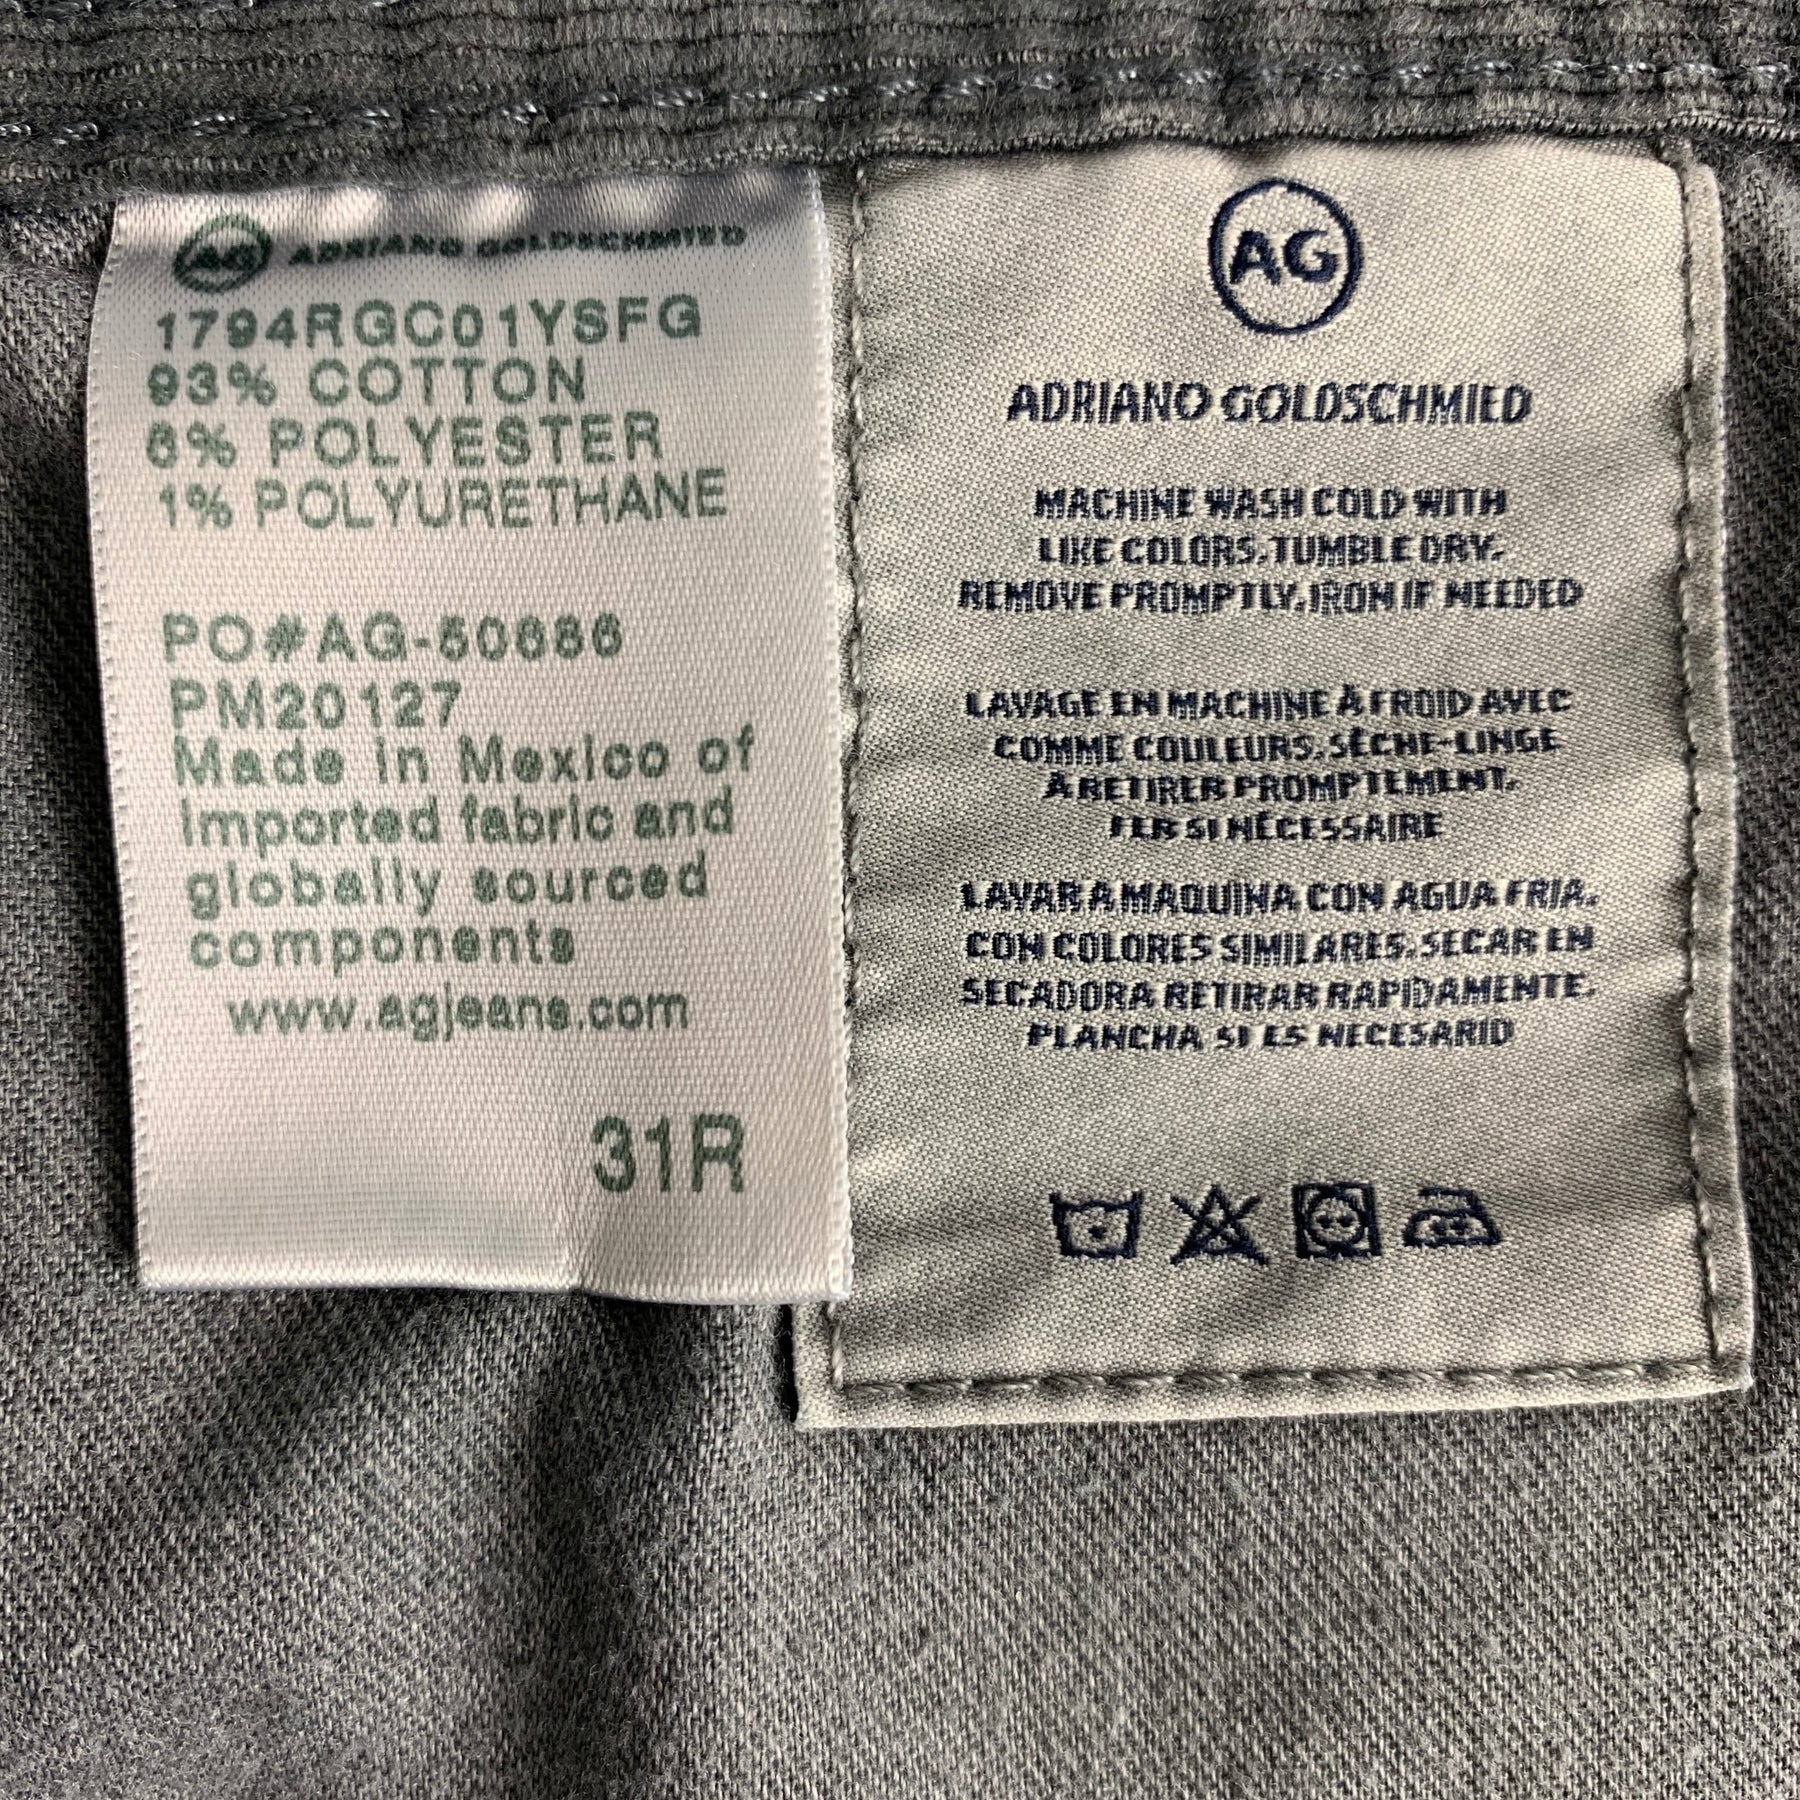 AG ADRIANO GOLDSCHMIED
1794RGC01YSFG
93% COTTON
6% POLYESTER
1% POLYURETHANE
PO#AG-50686
PM20127
Made in Mexico of
imported fabric and
globally sourced
components
www.agjeans.com
31R
AG
ADRIANO GOLDSCHMIED
MACHINE WASH COLD WITH
LIKE COLORS. TUMBLE DRY.
REMOVE PROMPTLY. IRON IF NEEDED
LAVAGE EN MACHINE À FROID AVEC
COMME COULEURS. SÈCHE-LINGE
À RETIRER PROMPTEMENT.
FER SI NÉCESSAIRE
LAVAR A MAQUINA CON AGUA FRIA.
CON COLORES SIMILARES. SECAR EN
SECADORA RETIRAR RAPIDAMENTE.
PLANCHA SI ES NECESARIO